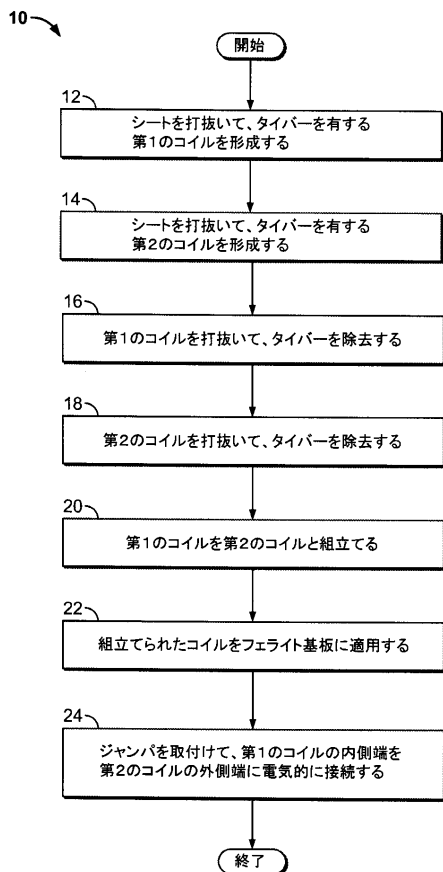 10
開始
12
シートを打抜いて、タイバーを有する
第1のコイルを形成する
14
シートを打抜いて、タイバーを有する
第2のコイルを形成する
16
第1のコイルを打抜いて、タイバーを除去する
18
第2のコイルを打抜いて、タイバーを除去する
20
第1のコイルを第2のコイルと組立てる
22
組立てられたコイルをフェライト基板に適用する
24
ジャンパを取付けて、第1のコイルの内側端を
第2のコイルの外側端に電気的に接続する
終了